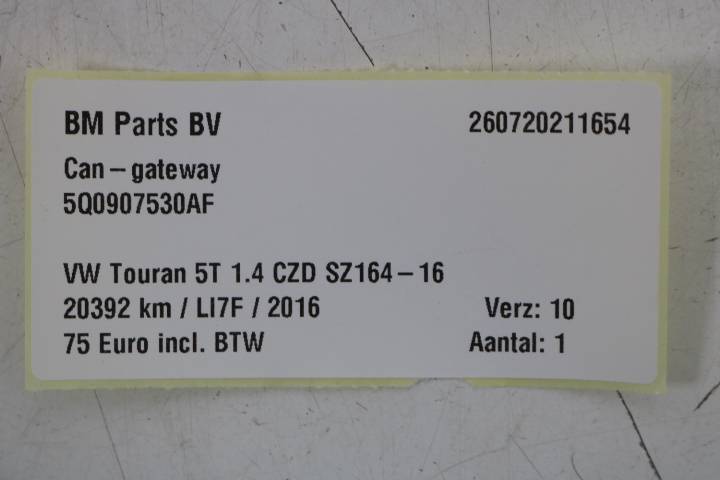 BM Parts BV 260720211654
Can-gateway
5Q0907530AF
VW Touran 5T 1.4 CZD SZ164-16
20392 km / LI7F / 2016 Verz: 10
75 Euro incl. BTW Aantal: 1